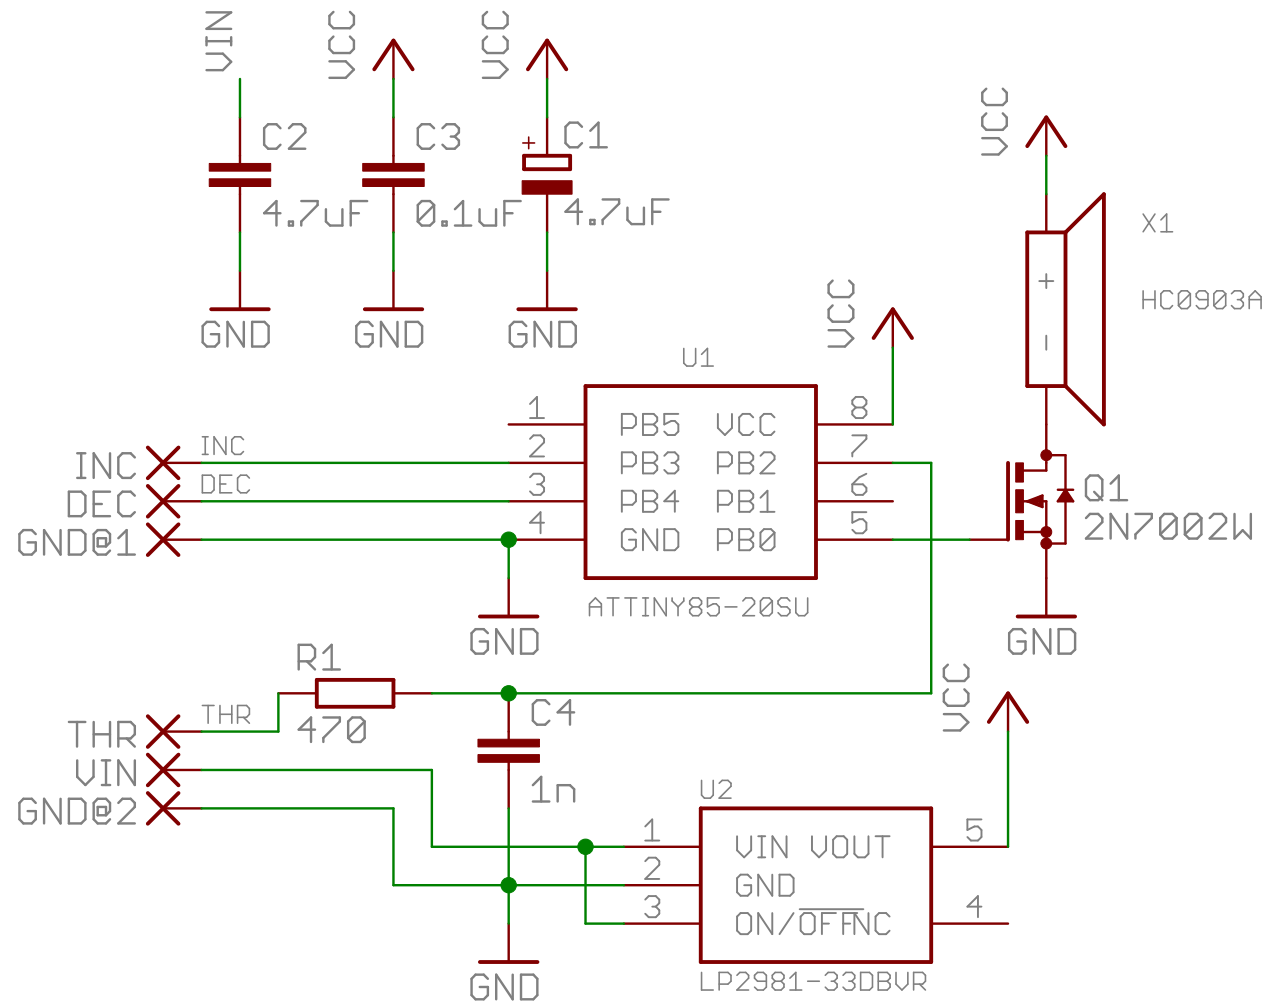 VIN
VCC
VCC
C2
4.7uF
GND
C3
0.1uF
GND
+
C1
4.7uF
GND
VCC
+
-
X1
HC0903A
VCC
U1
1
2
3
4
PB5 VCC
PB3 PB2
PB4 PB1
GND PB0
8
7
6
5
ATTINY85-20SU
INC
INC
DEC
DEC
GND@1
GND
Q1
2N7002W
GND
R1
470
THR
THR
VIN
GND@2
C4
1n
GND
VCC
U2
1
2
3
VIN VOUT
GND
ON/OFF NC
5
4
LP2981-33DBVR